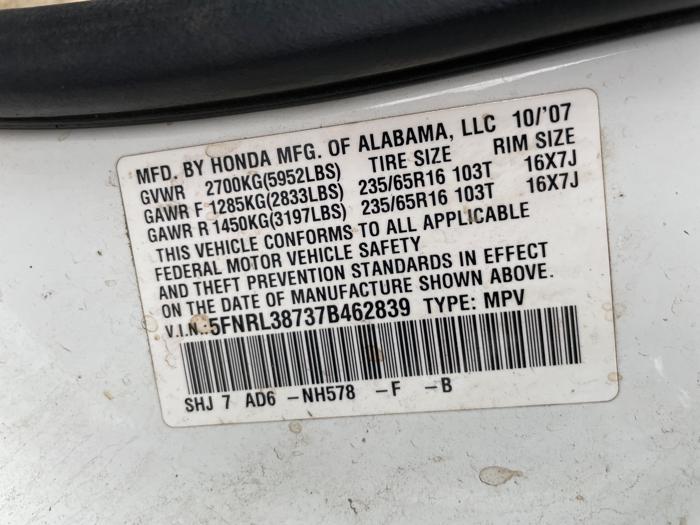 MFD. BY HONDA MFG. OF ALABAMA, LLC 10/'07
GVWR 2700KG(5952LBS) TIRE SIZE RIM SIZE
GAWR F 1285KG(2833LBS) 235/65R16 103T 16X7J
GAWR R 1450KG(3197LBS) 235/65R16 103T 16X7J
THIS VEHICLE CONFORMS TO ALL APPLICABLE
FEDERAL MOTOR VEHICLE SAFETY
AND THEFT PREVENTION STANDARDS IN EFFECT
ON THE DATE OF MANUFACTURE SHOWN ABOVE.
V.I.N.:5FNRL38737B462839 TYPE: MPV
SHJ 7 AD6 -NH578 -F -B